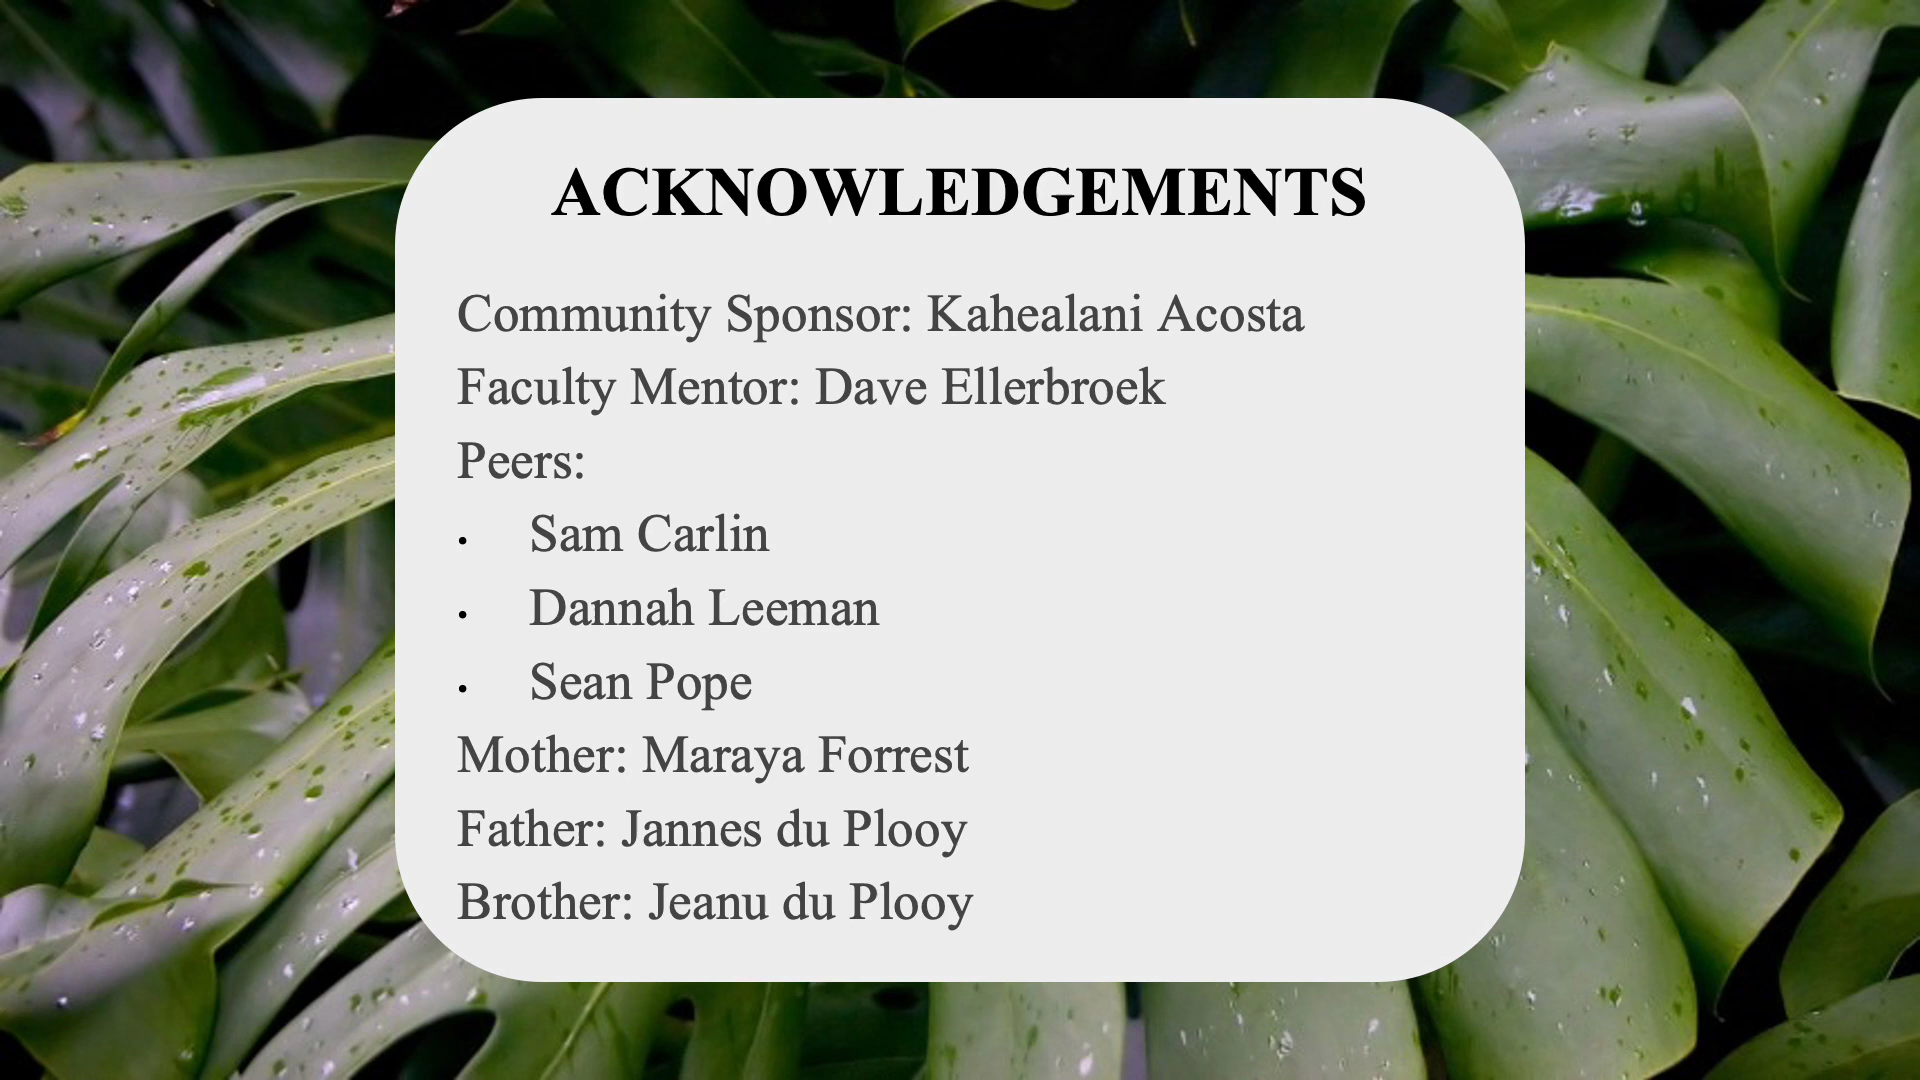 ACKNOWLEDGEMENTS
Community Sponsor: Kahealani Acosta
Faculty Mentor: Dave Ellerbroek
Peers:
• Sam Carlin
• Dannah Leeman
• Sean Pope
Mother: Maraya Forrest
Father: Jannes du Plooy
Brother: Jeanu du Plooy